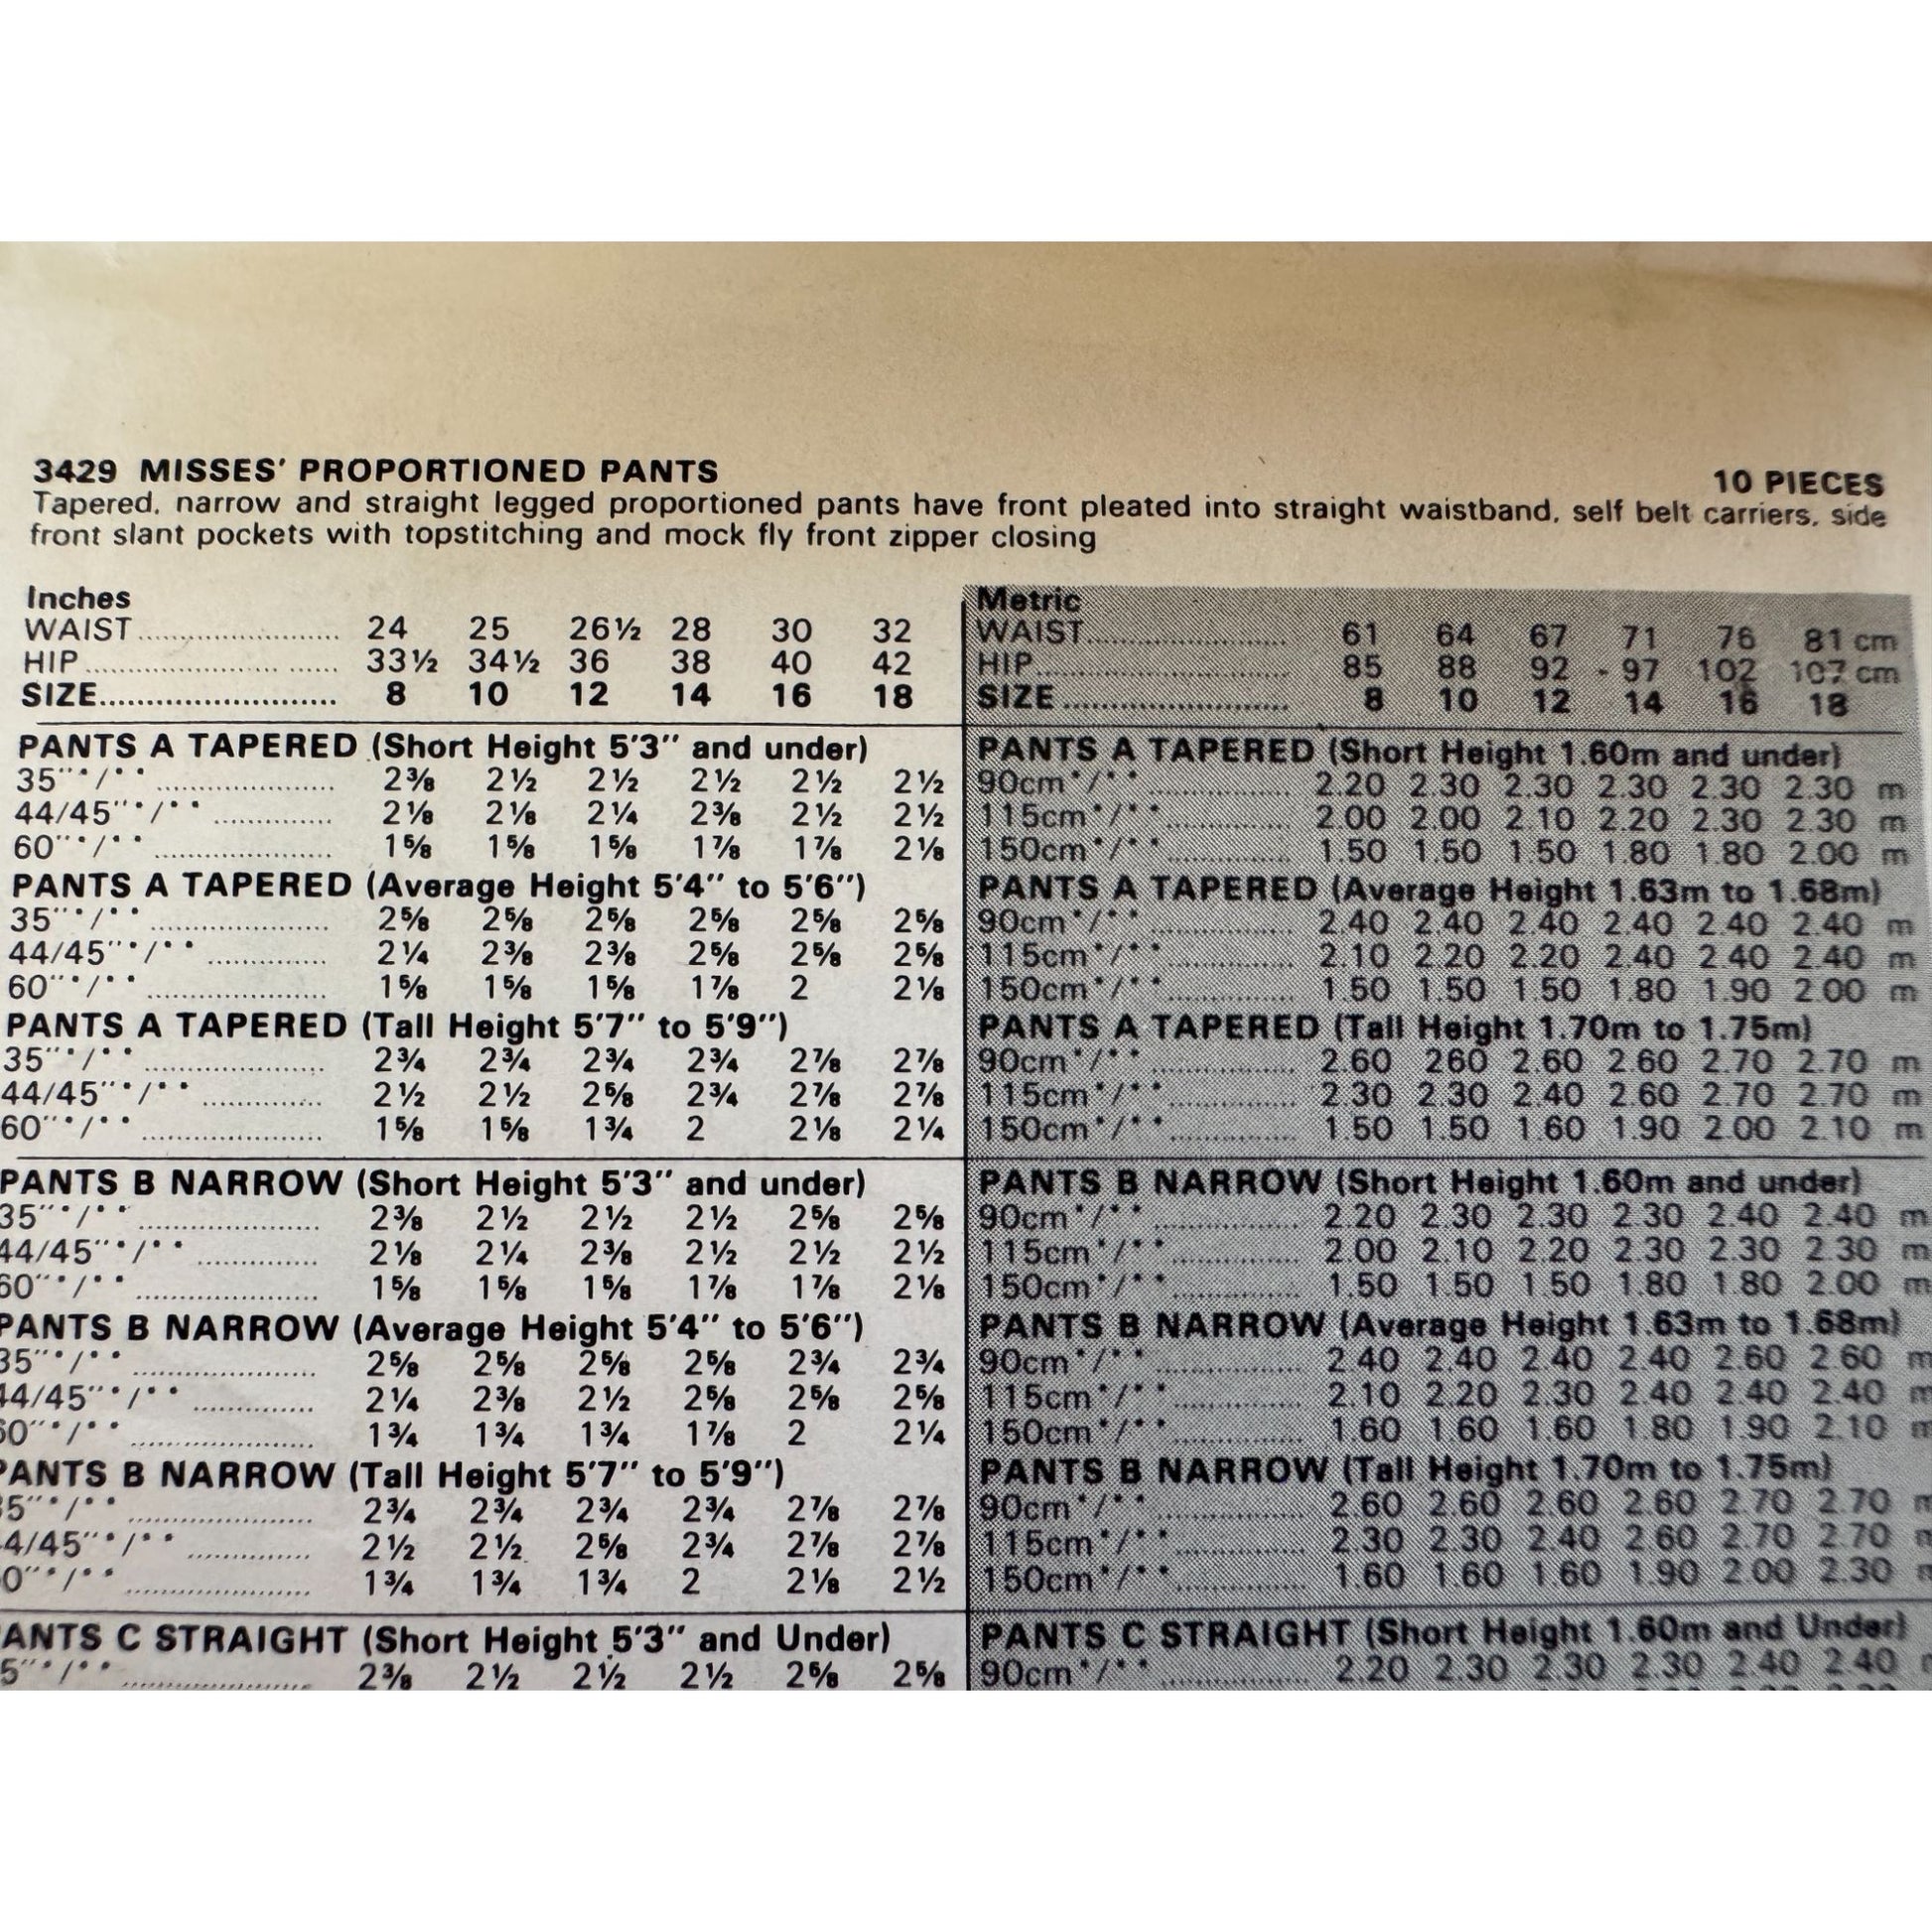 3429 MISSES' PROPORTIONED PANTS
10 PIECES
Tapered, narrow and straight legged proportioned pants have front pleated into straight waistband, self belt carriers, side
front slant pockets with topstitching and mock fly front zipper closing
Inches
WAIST........................ 24 25 26½ 28 30 32
HIP........................ 33½ 34½ 36 38 40 42
SIZE........................ 8 10 12 14 16 18
PANTS A TAPERED (Short Height 5'3" and under)
35"*/** .................... 2⅜ 2½ 2½ 2½ 2½ 2½
44/45"*/** ............. 2⅛ 2⅛ 2¼ 2⅜ 2½ 2½
60"*/** .................... 1⅝ 1⅝ 1⅝ 1⅞ 1⅞ 2⅛
PANTS A TAPERED (Average Height 5'4" to 5'6")
35"*/** .................... 2⅝ 2⅝ 2⅝ 2⅝ 2⅝ 2⅝
44/45"*/** ............. 2¼ 2⅜ 2⅜ 2⅝ 2⅝ 2⅝
60"*/** .................... 1⅝ 1⅝ 1⅝ 1⅞ 2 2⅛
PANTS A TAPERED (Tall Height 5'7" to 5'9")
35"*/** .................... 2¾ 2¾ 2¾ 2¾ 2⅞ 2⅞
44/45"*/** ............. 2½ 2½ 2⅝ 2¾ 2⅞ 2⅞
60"*/** .................... 1⅝ 1⅝ 1¾ 2 2⅛ 2¼
PANTS B NARROW (Short Height 5'3" and under)
35"*/** .................... 2⅜ 2½ 2½ 2½ 2⅝ 2⅝
44/45"*/** ............. 2⅛ 2¼ 2⅜ 2½ 2½ 2½
60"*/** .................... 1⅝ 1⅝ 1⅝ 1⅞ 1⅞ 2⅛
PANTS B NARROW (Average Height 5'4" to 5'6")
35"*/** .................... 2⅝ 2⅝ 2⅝ 2⅝ 2¾ 2¾
44/45"*/** ............. 2¼ 2⅜ 2½ 2⅝ 2⅝ 2⅝
60"*/** .................... 1¾ 1¾ 1¾ 1⅞ 2 2¼
PANTS B NARROW (Tall Height 5'7" to 5'9")
35"*/** .................... 2¾ 2¾ 2¾ 2¾ 2⅞ 2⅞
4/45"*/** ............. 2½ 2½ 2⅝ 2¾ 2⅞ 2⅞
0"*/** .................... 1¾ 1¾ 1¾ 2 2⅛ 2½
ANTS C STRAIGHT (Short Height 5'3" and Under)
5"*/** .................... 2⅜ 2½ 2½ 2½ 2⅝ 2⅝
Metric
WAIST........................ 61 64 67 71 76 81 cm
HIP........................ 85 88 92 - 97 102 107 cm
SIZE........................ 8 10 12 14 16 18
PANTS A TAPERED (Short Height 1.60m and under)
90cm*/** .............. 2.20 2.30 2.30 2.30 2.30 2.30 m
115cm*/** ............ 2.00 2.00 2.10 2.20 2.30 2.30 m
150cm*/** ............ 1.50 1.50 1.50 1.80 1.80 2.00 m
PANTS A TAPERED (Average Height 1.63m to 1.68m)
90cm*/** .............. 2.40 2.40 2.40 2.40 2.40 2.40 m
115cm*/** ............ 2.10 2.20 2.20 2.40 2.40 2.40 m
150cm*/** ............ 1.50 1.50 1.50 1.80 1.90 2.00 m
PANTS A TAPERED (Tall Height 1.70m to 1.75m)
90cm*/** .............. 2.60 260 2.60 2.60 2.70 2.70 m
115cm*/** ............ 2.30 2.30 2.40 2.60 2.70 2.70 m
150cm*/** ............ 1.50 1.50 1.60 1.90 2.00 2.10 m
PANTS B NARROW (Short Height 1.60m and under)
90cm*/** .............. 2.20 2.30 2.30 2.30 2.40 2.40 m
115cm*/** ............ 2.00 2.10 2.20 2.30 2.30 2.30 m
150cm*/** ............ 1.50 1.50 1.50 1.80 1.80 2.00 m
PANTS B NARROW (Average Height 1.63m to 1.68m)
90cm*/** .............. 2.40 2.40 2.40 2.40 2.60 2.60 m
115cm*/** ............ 2.10 2.20 2.30 2.40 2.40 2.40 m
150cm*/** ............ 1.60 1.60 1.60 1.80 1.90 2.10 m
PANTS B NARROW (Tall Height 1.70m to 1.75m)
90cm*/** .............. 2.60 2.60 2.60 2.60 2.70 2.70 m
115cm*/** ............ 2.30 2.30 2.40 2.60 2.70 2.70
150cm*/** ............ 1.60 1.60 1.60 1.90 2.00 2.30
PANTS C STRAIGHT (Short Height 1.60m and Under)
90cm*/** .............. 2.20 2.30 2.30 2.30 2.40 2.40